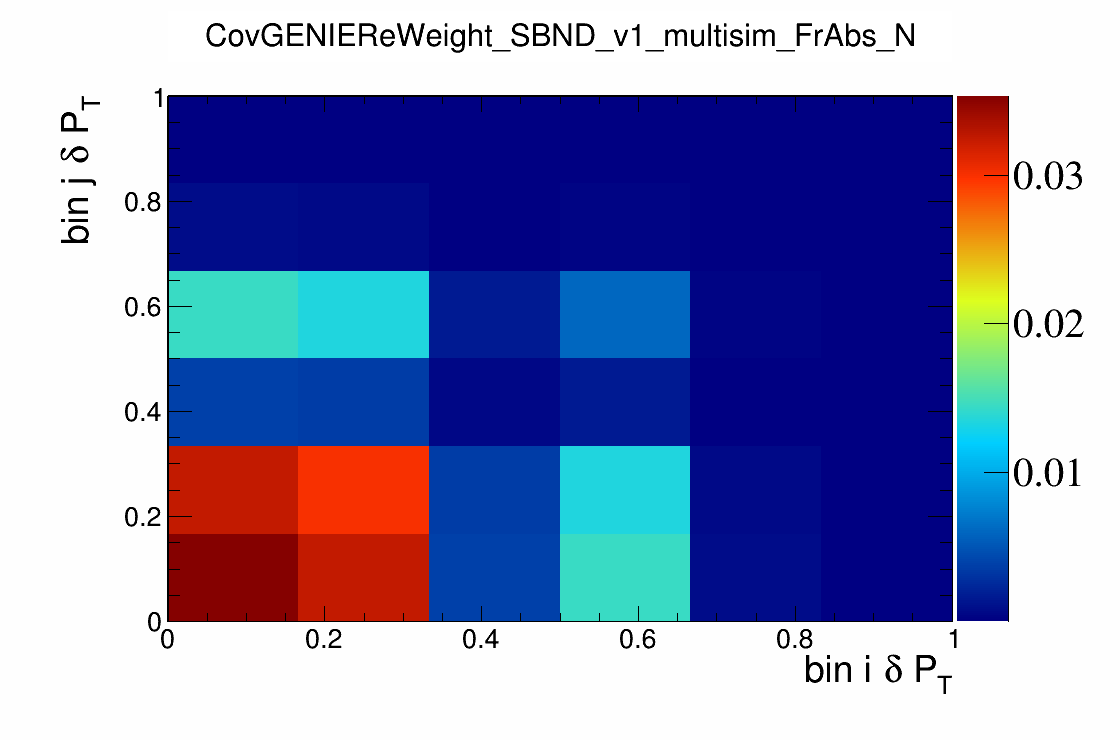 CovGENIEReWeight_SBND_v1_multisim_FrAbs_N
bin j δ P_T
1
0.8
0.6
0.4
0.2
0
0 0.2 0.4 0.6 0.8 1
bin i δ P_T
0.03
0.02
0.01